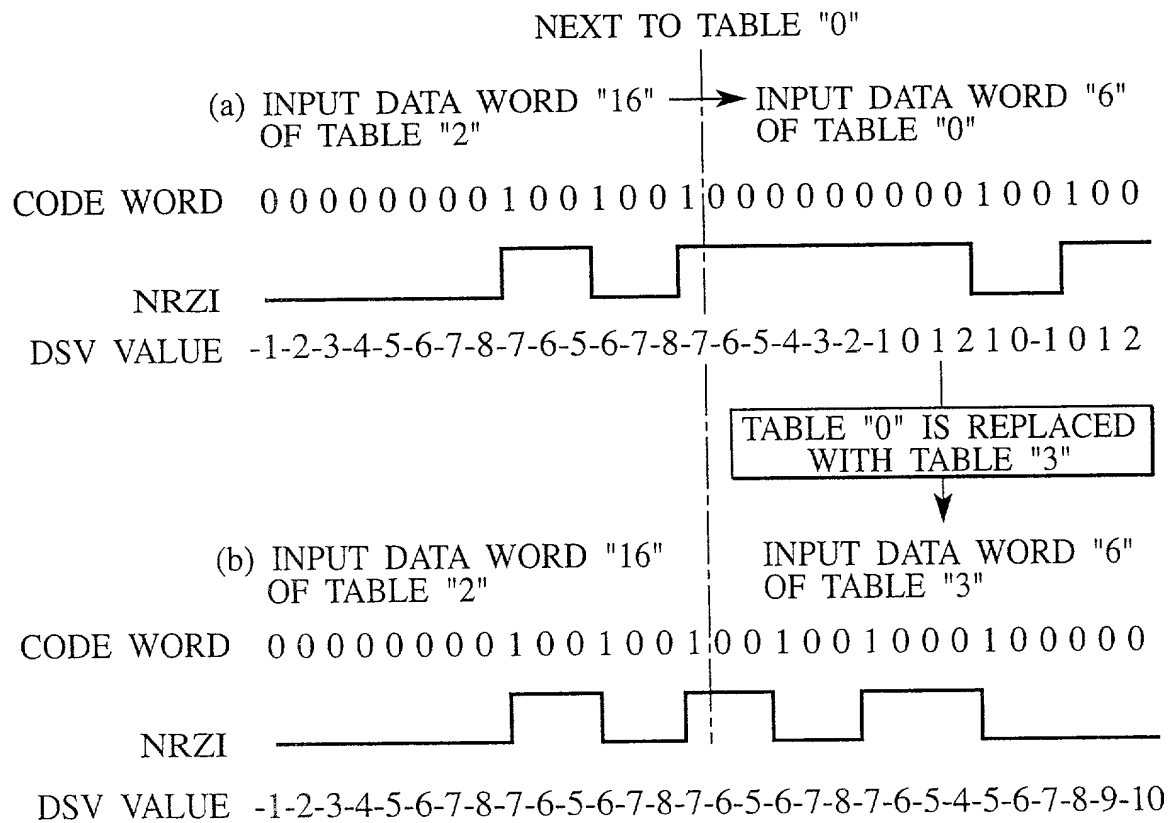 NEXT TO TABLE "0"
(a) INPUT DATA WORD "16" OF TABLE "2"
INPUT DATA WORD "6" OF TABLE "0"
CODE WORD 0 0 0 0 0 0 0 0 1 0 0 1 0 0 1 0 0 0 0 0 0 0 0 0 1 0 0 1 0 0
NRZI
DSV VALUE -1-2-3-4-5-6-7-8-7-6-5-6-7-8-7-6-5-4-3-2-1 0 1 2 1 0-1 0 1 2
TABLE "0" IS REPLACED
WITH TABLE "3"
(b) INPUT DATA WORD "16" OF TABLE "2"
INPUT DATA WORD "6" OF TABLE "3"
CODE WORD 0 0 0 0 0 0 0 0 1 0 0 1 0 0 1 0 0 1 0 0 1 0 0 0 1 0 0 0 0 0
NRZI
DSV VALUE -1-2-3-4-5-6-7-8-7-6-5-6-7-8-7-6-5-6-7-8-7-6-5-4-5-6-7-8-9-10